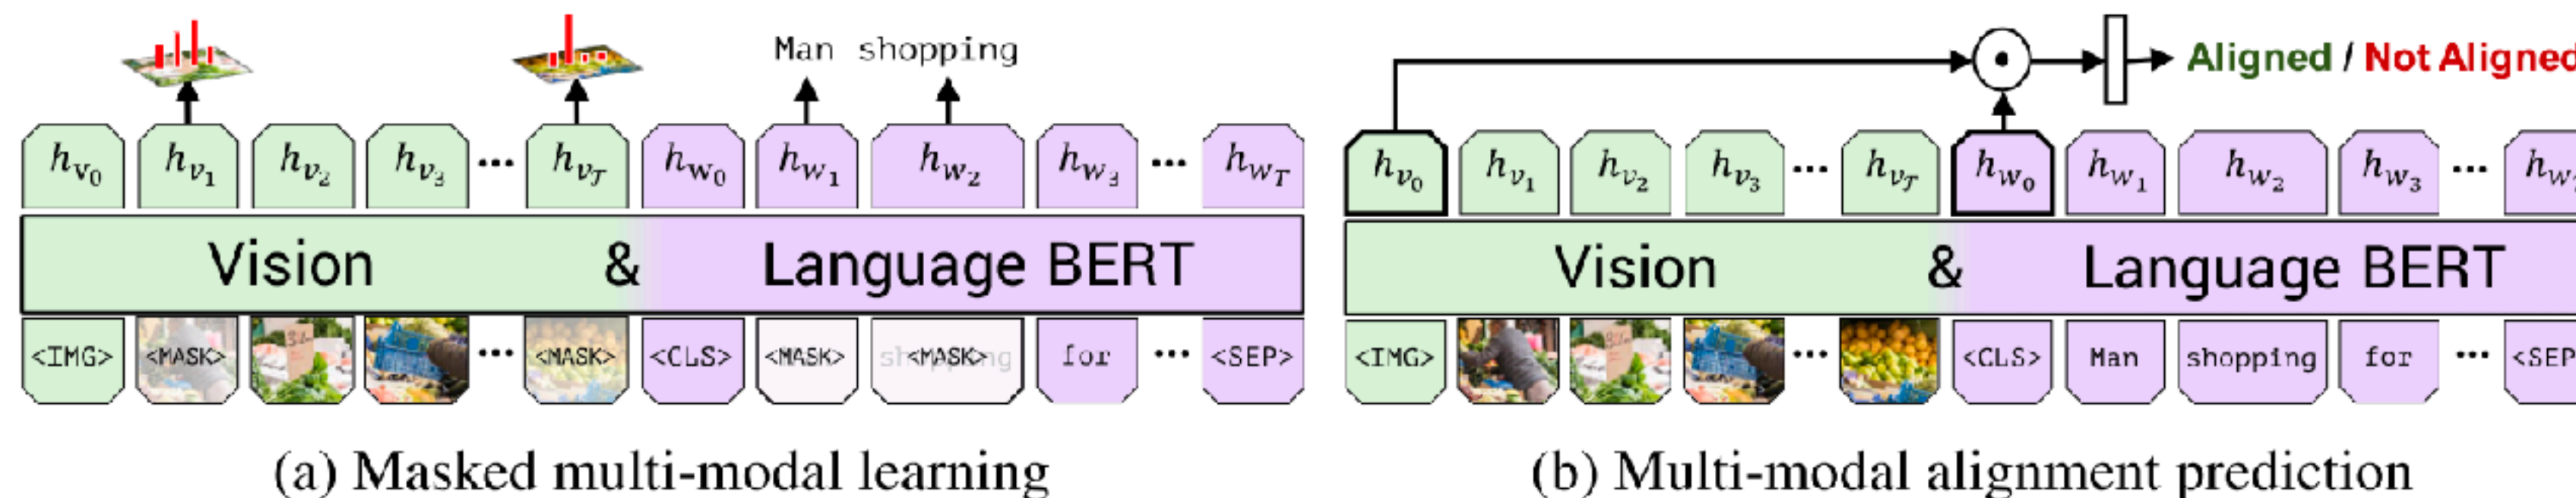 Man shopping
Aligned / Not Aligned
h_{v_0} h_{v_1} h_{v_2} h_{v_3} ... h_{v_𝒯} h_{w_0} h_{w_1} h_{w_2} h_{w_3} ... h_{w_T}
h_{v_0} h_{v_1} h_{v_2} h_{v_3} ... h_{v_𝒯} h_{w_0} h_{w_1} h_{w_2} h_{w_3} ...
Vision & Language BERT
Vision & Language BERT
<IMG> <MASK> ... <MASK> <CLS> <MASK> <MASK> for ... <SEP>
<IMG> ... <CLS> Man shopping for ... <SEP
(a) Masked multi-modal learning
(b) Multi-modal alignment prediction